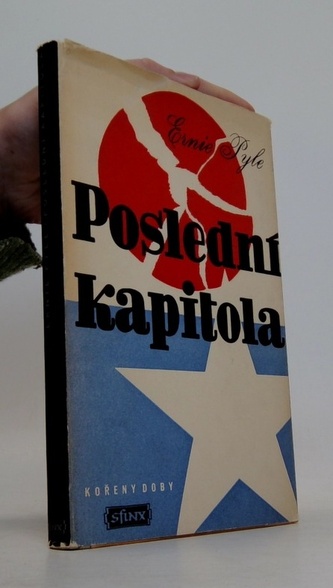 Ernie Pyle
Poslední
kapitola
KOŘENY DOBY
SFINX